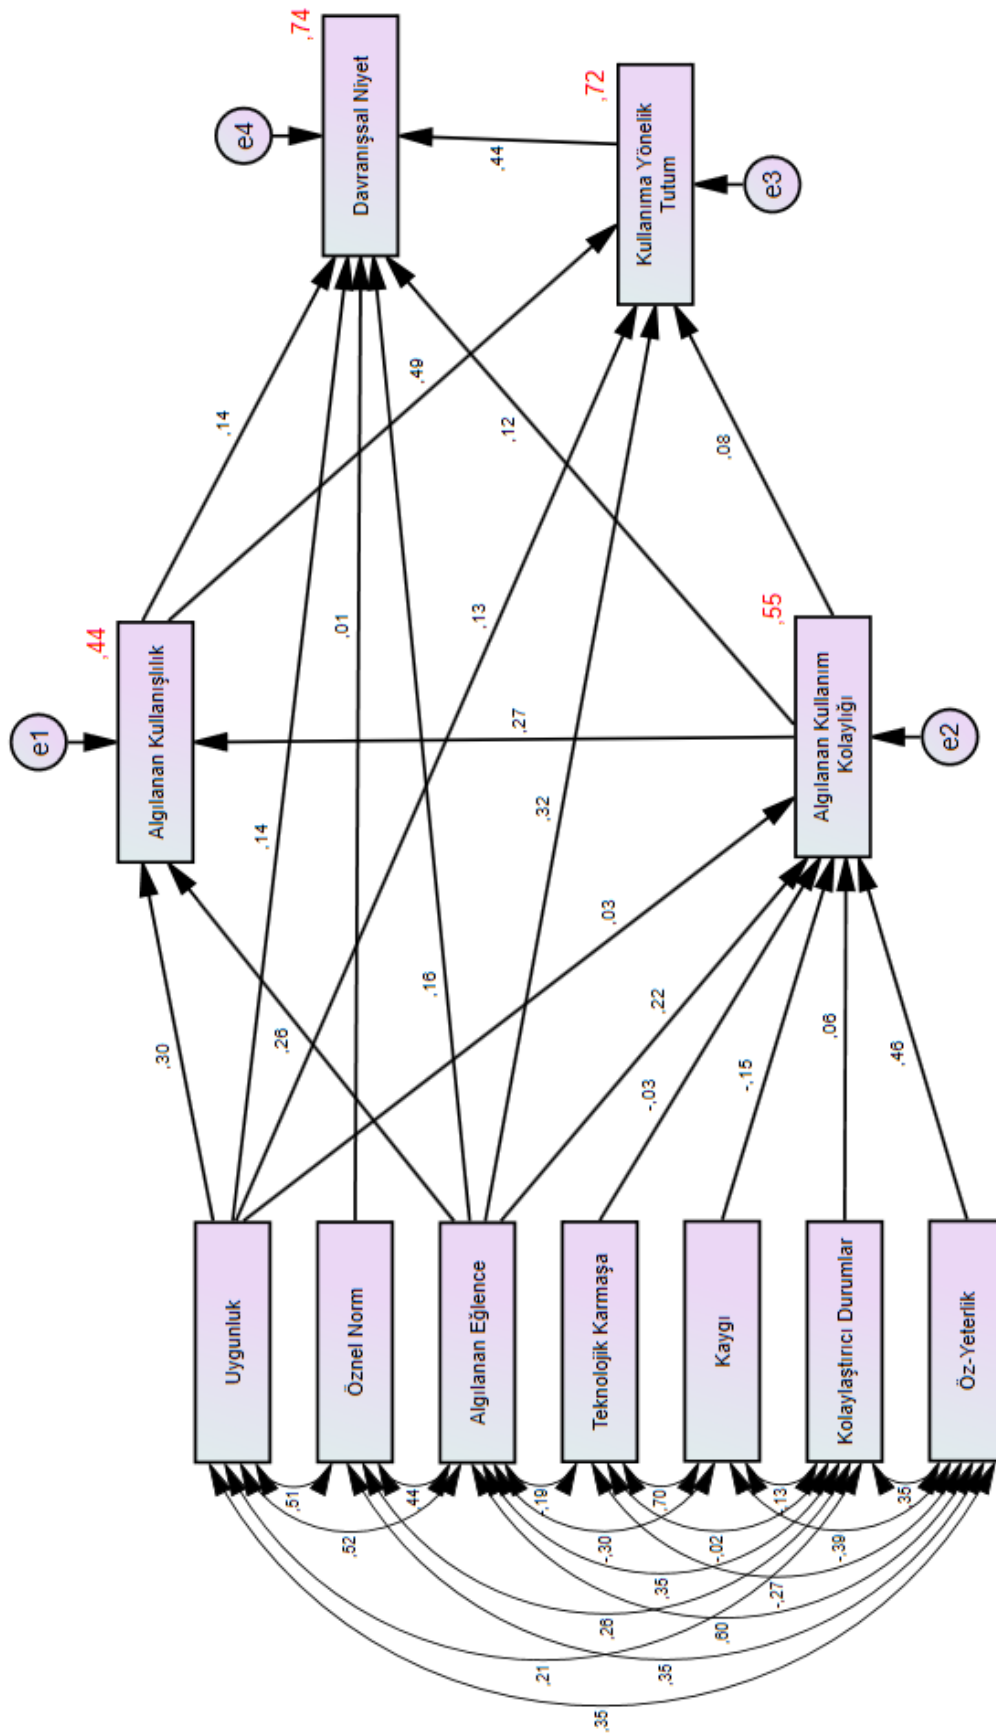 Uygunluk
Öznel Norm
Algılanan Eğlence
Teknolojik Karmaşa
Kaygı
Kolaylaştırıcı Durumlar
Öz-Yeterlik
,51
,44
,52
-,19
,70
-,13
,35
-,30
-,02
-,39
,35
-,27
,26
,60
,21
,35
,35
,30
,26
,14
,01
,16
,13
,32
,03
,22
-,03
-,15
,06
,46
e1
,44
Algılanan Kullanışlılık
,27
,55
Algılanan Kullanım
Kolaylığı
e2
,14
,49
,12
,08
e4
,74
Davranışsal Niyet
,44
,72
Kullanıma Yönelik
Tutum
e3